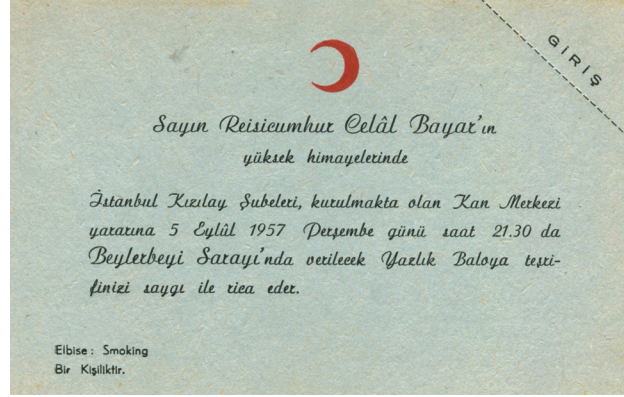 GİRİŞ
Sayın Reisicumhur Celâl Bayar'ın
yüksek himayelerinde
İstanbul Kızılay Şubeleri, kurulmakta olan Kan Merkezi
yararına 5 Eylûl 1957 Perşembe günü saat 21.30 da
Beylerbeyi Sarayı'nda verilecek Yazlık Baloya teşri-
finizi saygı ile rica eder.
Elbise : Smoking
Bir Kişiliktir.